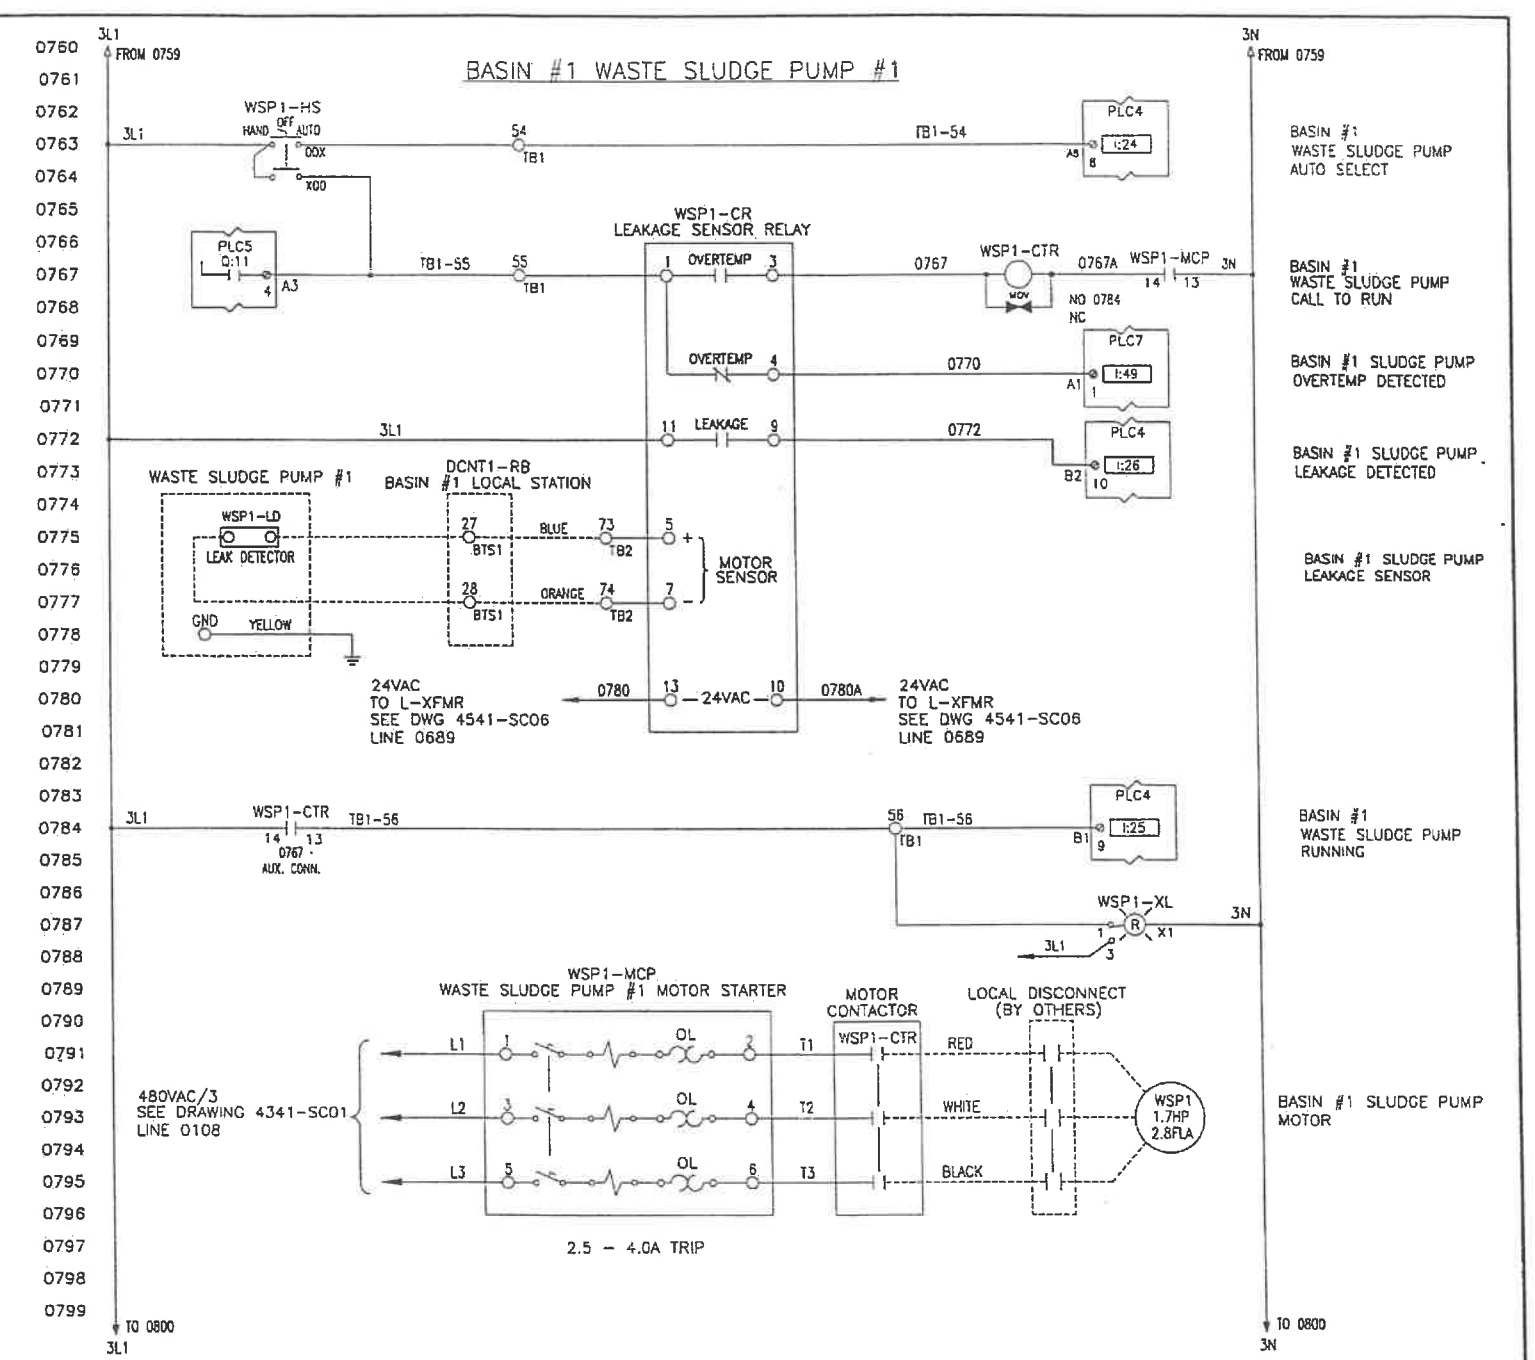 3L1
3N
0760
FROM 0759
FROM 0759
BASIN #1 WASTE SLUDGE PUMP #1
0761
0762
WSP1-HS
PLC4
OFF
HAND
AUTO
0763
3L1
OOX
54
TB1
TB1-54
A8
8
I:24
BASIN #1
WASTE SLUDGE PUMP
AUTO SELECT
0764
XOO
0765
WSP1-CR
LEAKAGE SENSOR RELAY
0766
PLC5
O:11
4
A3
0767
TB1-55
55
TB1
1
OVERTEMP
3
0767
WSP1-CTR
MOV
0767A
WSP1-MCP
14
13
3N
NO 0784
NC
BASIN #1
WASTE SLUDGE PUMP
CALL TO RUN
0768
0769
PLC7
0770
OVERTEMP
4
0770
A1
1
I:49
BASIN #1 SLUDGE PUMP
OVERTEMP DETECTED
0771
0772
3L1
11
LEAKAGE
9
0772
PLC4
B2
10
I:26
BASIN #1 SLUDGE PUMP
LEAKAGE DETECTED
0773
WASTE SLUDGE PUMP #1
DCNT1-RB
BASIN #1 LOCAL STATION
0774
0775
WSP1-LD
LEAK DETECTOR
27
BTS1
BLUE
73
TB2
5
+
0776
MOTOR
SENSOR
BASIN #1 SLUDGE PUMP
LEAKAGE SENSOR
0777
28
BTS1
ORANGE
74
TB2
7
-
0778
GND
YELLOW
0779
0780
24VAC
TO L-XFMR
SEE DWG 4541-SC06
LINE 0689
0780
13
24VAC
10
0780A
24VAC
TO L-XFMR
SEE DWG 4541-SC06
LINE 0689
0781
0782
0783
PLC4
0784
3L1
WSP1-CTR
14
13
0767
AUX. CONN.
TB1-56
56
TB1
TB1-56
B1
9
I:25
BASIN #1
WASTE SLUDGE PUMP
RUNNING
0785
0786
WSP1-XL
0787
1
R
X1
3N
0788
3L1
3
0789
WSP1-MCP
WASTE SLUDGE PUMP #1 MOTOR STARTER
MOTOR
CONTACTOR
LOCAL DISCONNECT
(BY OTHERS)
0790
0791
L1
1
OL
2
T1
WSP1-CTR
RED
0792
480VAC/3
SEE DRAWING 4341-SC01
LINE 0108
0793
L2
3
OL
4
T2
WHITE
WSP1
1.7HP
2.8FLA
BASIN #1 SLUDGE PUMP
MOTOR
0794
0795
L3
5
OL
6
T3
BLACK
0796
0797
2.5 - 4.0A TRIP
0798
0799
TO 0800
TO 0800
3L1
3N